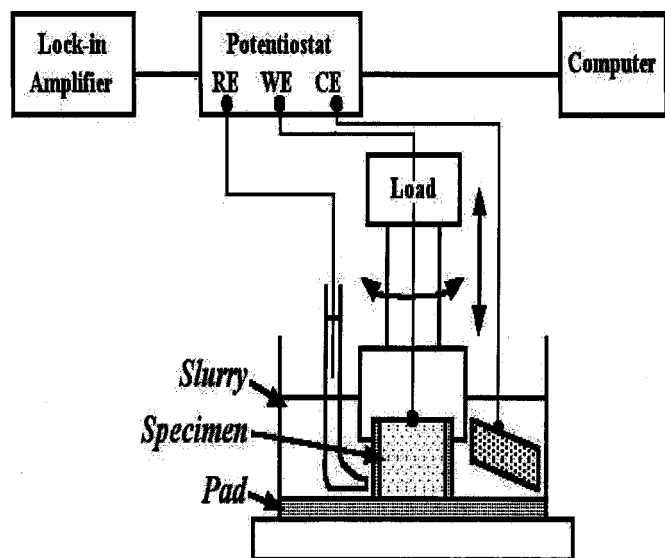 Lock-in
Amplifier
Potentiostat
RE WE CE
Computer
Load
Slurry
Specimen
Pad